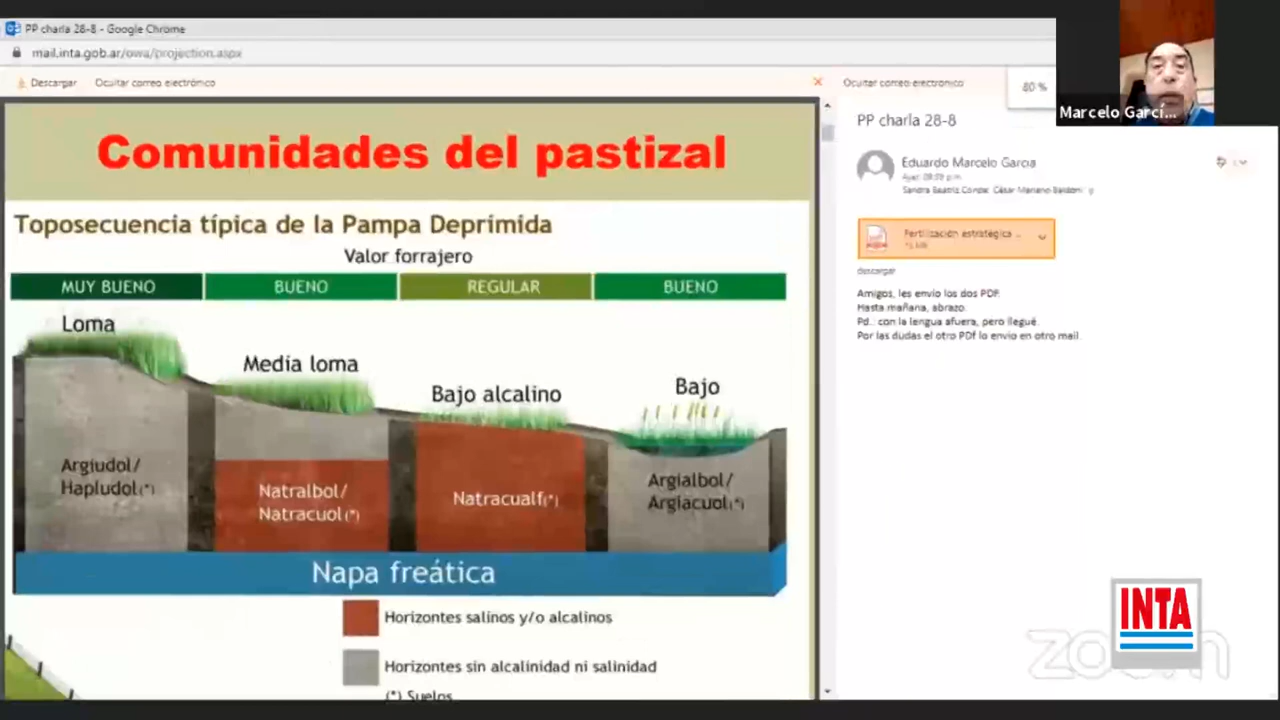 PP charla 28-8 - Google Chrome
mail.inta.gob.ar/owa/projection.aspx
Descargar Ocultar correo electrónico
Ocultar correo electrónico
80 %
Marcelo Garcí...
Comunidades del pastizal
Toposecuencia típica de la Pampa Deprimida
Valor forrajero
MUY BUENO BUENO REGULAR BUENO
Loma
Media loma
Bajo alcalino
Bajo
Argiudol/
Hapludol(*)
Natralbol/
Natracuol(*)
Natracualf(*)
Argialbol/
Argiacuol(*)
Napa freática
Horizontes salinos y/o alcalinos
Horizontes sin alcalinidad ni salinidad
(*) Suelos
PP charla 28-8
Eduardo Marcelo Garcia
Fertilización estratégica ...
descargar
Amigos, les envío los dos PDF.
Hasta mañana, abrazo.
Pd.: con la lengua afuera, pero llegué.
Por las dudas el otro PDf lo envio en otro mail.
INTA
zoom